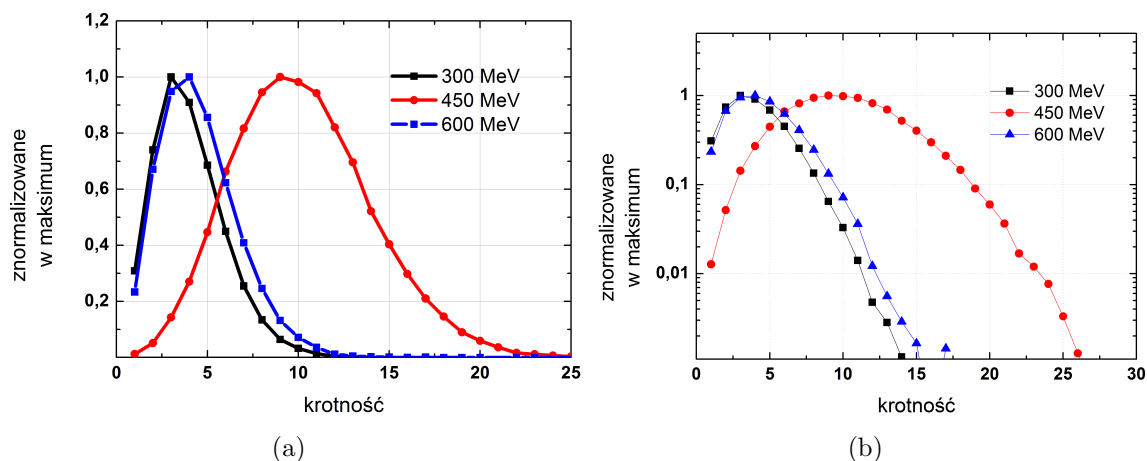 1,2
1,0
0,8
0,6
0,4
0,2
0 5 10 15 20 25
znormalizowane
w maksimum
krotność
300 MeV
450 MeV
600 MeV
(a)
1
0,1
0,01
0 5 10 15 20 25 30
znormalizowane
w maksimum
krotność
300 MeV
450 MeV
600 MeV
(b)